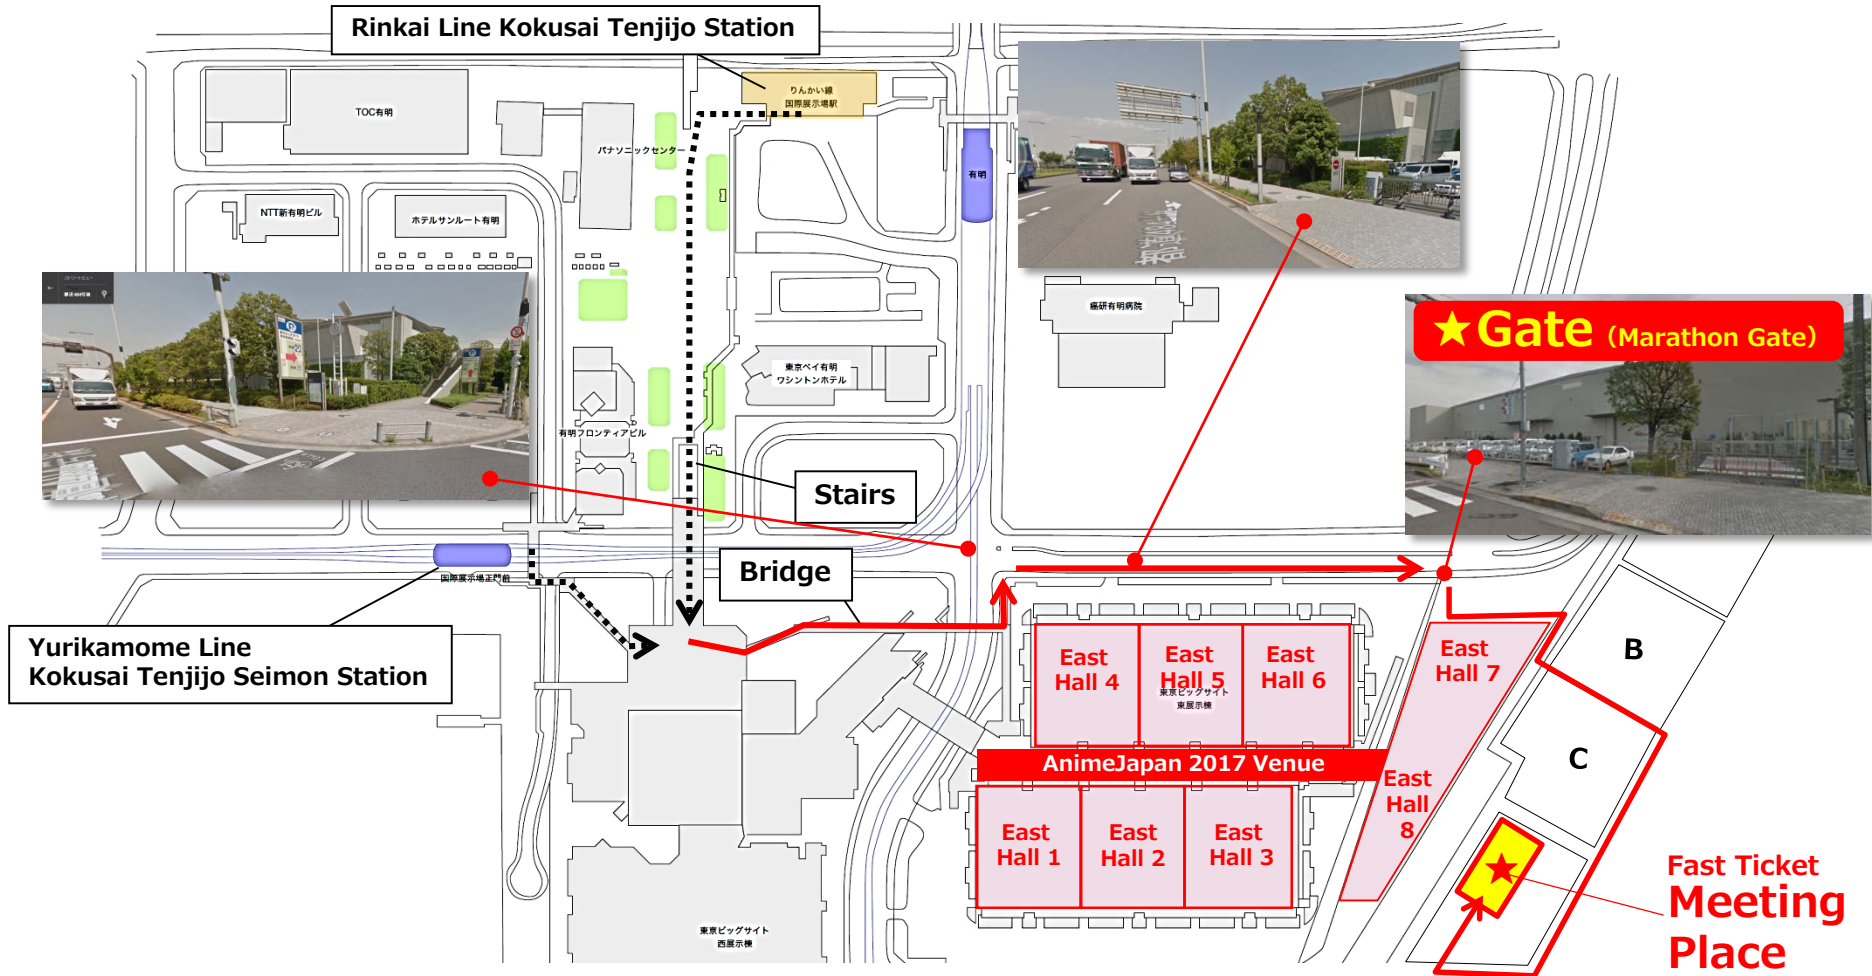 Rinkai Line Kokusai Tenjijo Station
りんかい線
国際展示場駅
TOC有明
パナソニックセンター
有明
NTT新有明ビル
ホテルサンルート有明
癌研有明病院
★Gate (Marathon Gate)
東京ベイ有明
ワシントンホテル
有明フロンティアビル
Stairs
Bridge
国際展示場正門前
Yurikamome Line
Kokusai Tenjijo Seimon Station
East
Hall 4
East
Hall 5
East
Hall 6
東京ビッグサイト
東展示棟
East
Hall 7
B
C
AnimeJapan 2017 Venue
East
Hall
8
East
Hall 1
East
Hall 2
East
Hall 3
Fast Ticket
Meeting
Place
東京ビッグサイト
西展示棟